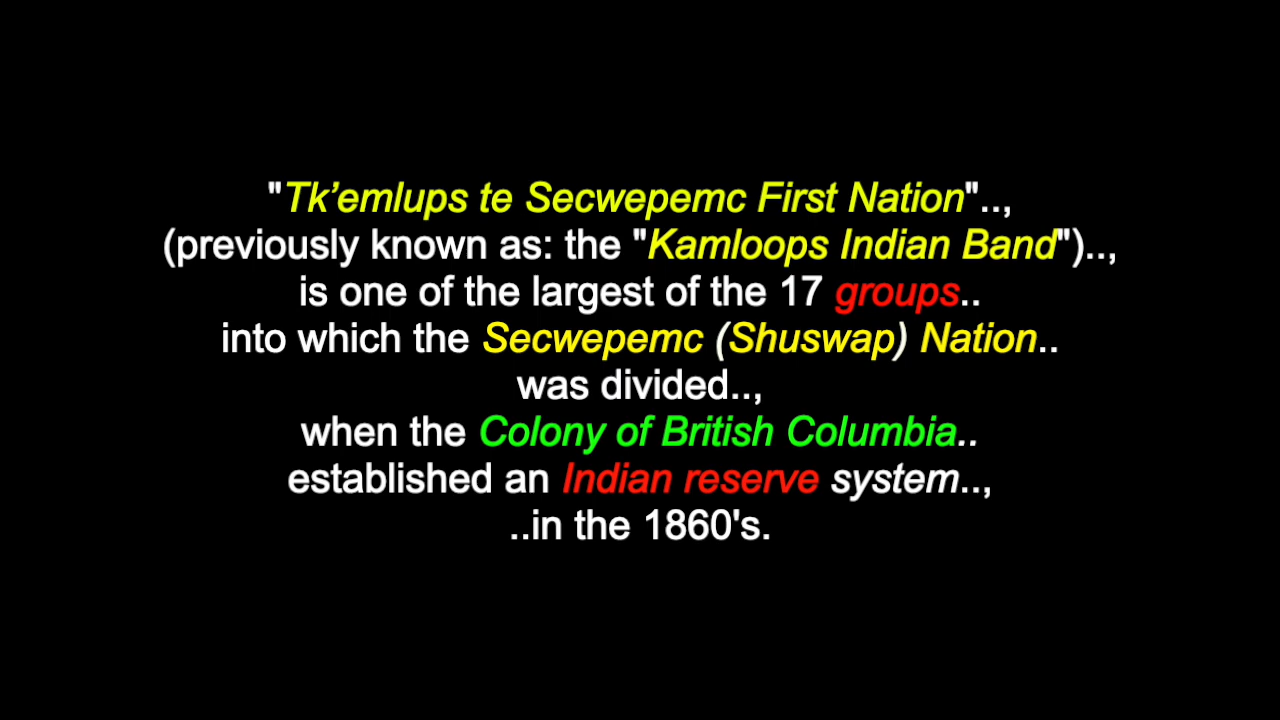 "Tk’emlups te Secwepemc First Nation"..,
(previously known as: the "Kamloops Indian Band")..,
is one of the largest of the 17 groups..
into which the Secwepemc (Shuswap) Nation..
was divided..,
when the Colony of British Columbia..
established an Indian reserve system..,
..in the 1860's.